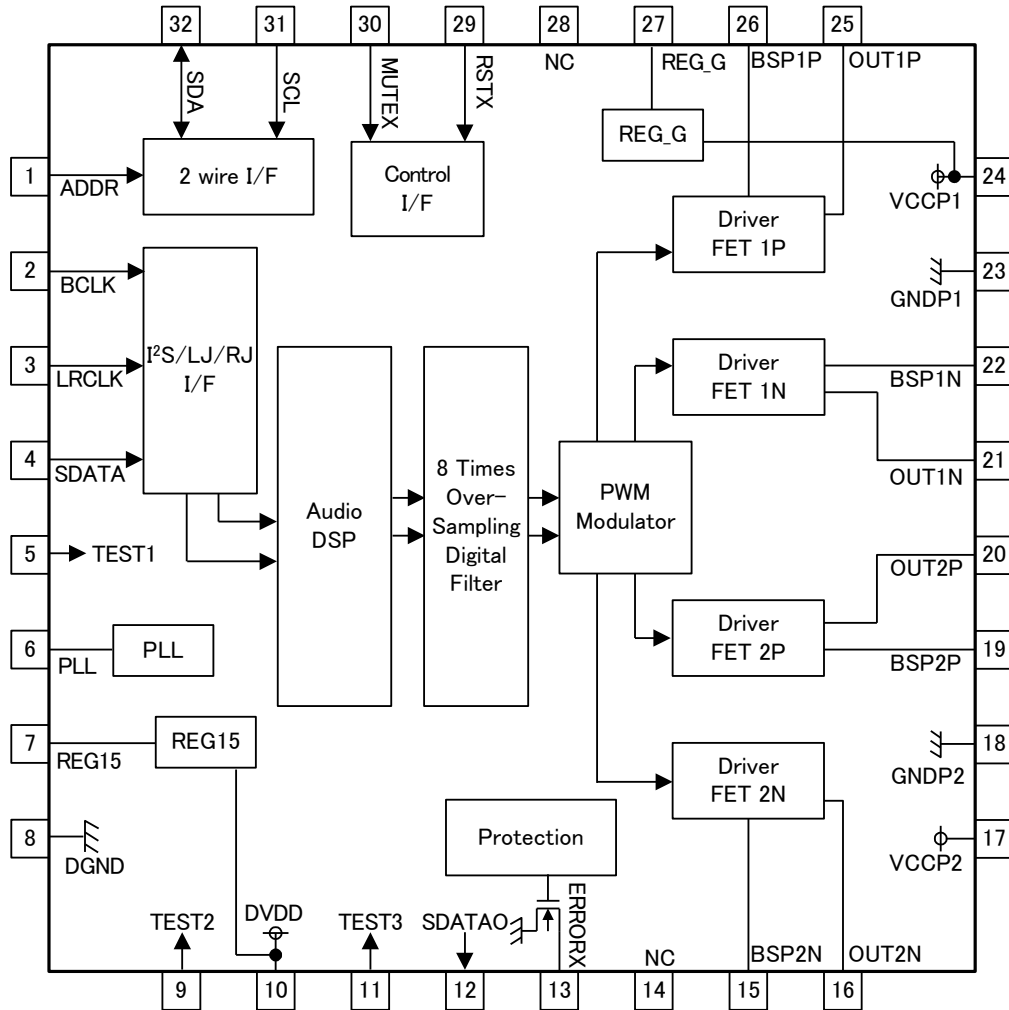 32
31
30
29
28
27
26
25
SDA
SCL
MUTEX
RSTX
NC
REG_G
BSP1P
OUT1P
REG_G
1
ADDR
2 wire I/F
Control
I/F
24
VCCP1
Driver
FET 1P
2
BCLK
23
GNDP1
3
LRCLK
I²S/LJ/RJ
I/F
Driver
FET 1N
22
BSP1N
4
SDATA
21
OUT1N
Audio
DSP
8 Times
Over-
Sampling
Digital
Filter
PWM
Modulator
5
TEST1
20
OUT2P
6
PLL
PLL
Driver
FET 2P
19
BSP2P
7
REG15
REG15
18
GNDP2
Driver
FET 2N
8
DGND
Protection
17
VCCP2
TEST2
DVDD
TEST3
SDATAO
ERRORX
NC
BSP2N
OUT2N
9
10
11
12
13
14
15
16